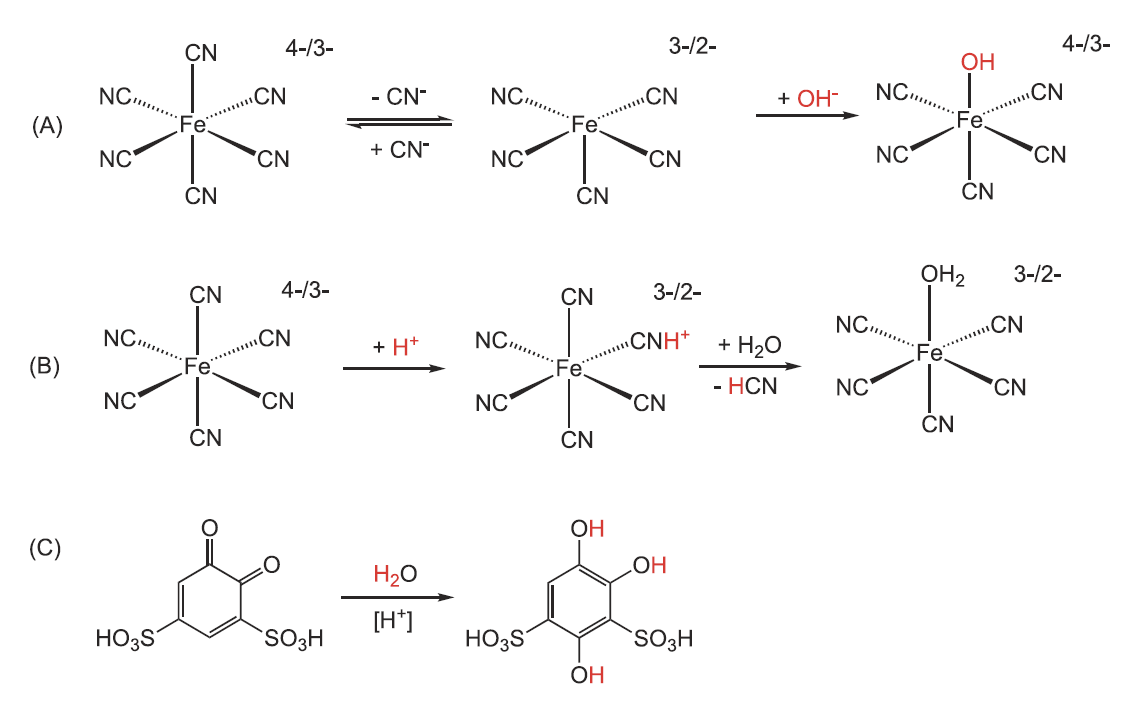 CN 4-/3- 3-/2- 4-/3-
NC CN - CN⁻ NC CN + OH⁻ OH NC CN
(A) Fe Fe Fe
NC CN + CN⁻ NC CN NC CN
CN CN CN
CN 4-/3- CN 3-/2- OH₂ 3-/2-
NC CN + H⁺ NC CNH⁺ + H₂O NC CN
(B) Fe Fe - HCN Fe
NC CN NC CN NC CN
CN CN CN
(C) O OH
O H₂O OH
[H⁺]
HO₃S SO₃H HO₃S SO₃H
OH